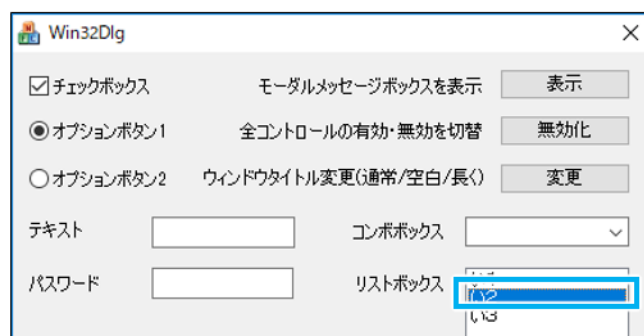 Win32Dlg
チェックボックス モーダルメッセージボックスを表示 表示
オプションボタン1 全コントロールの有効・無効を切替 無効化
オプションボタン2 ウィンドウタイトル変更(通常/空白/長く) 変更
テキスト コンボボックス
パスワード リストボックス
い2
い3